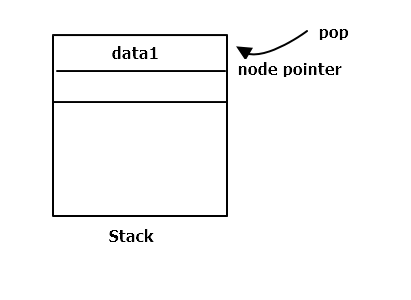 pop
data1
node pointer
Stack